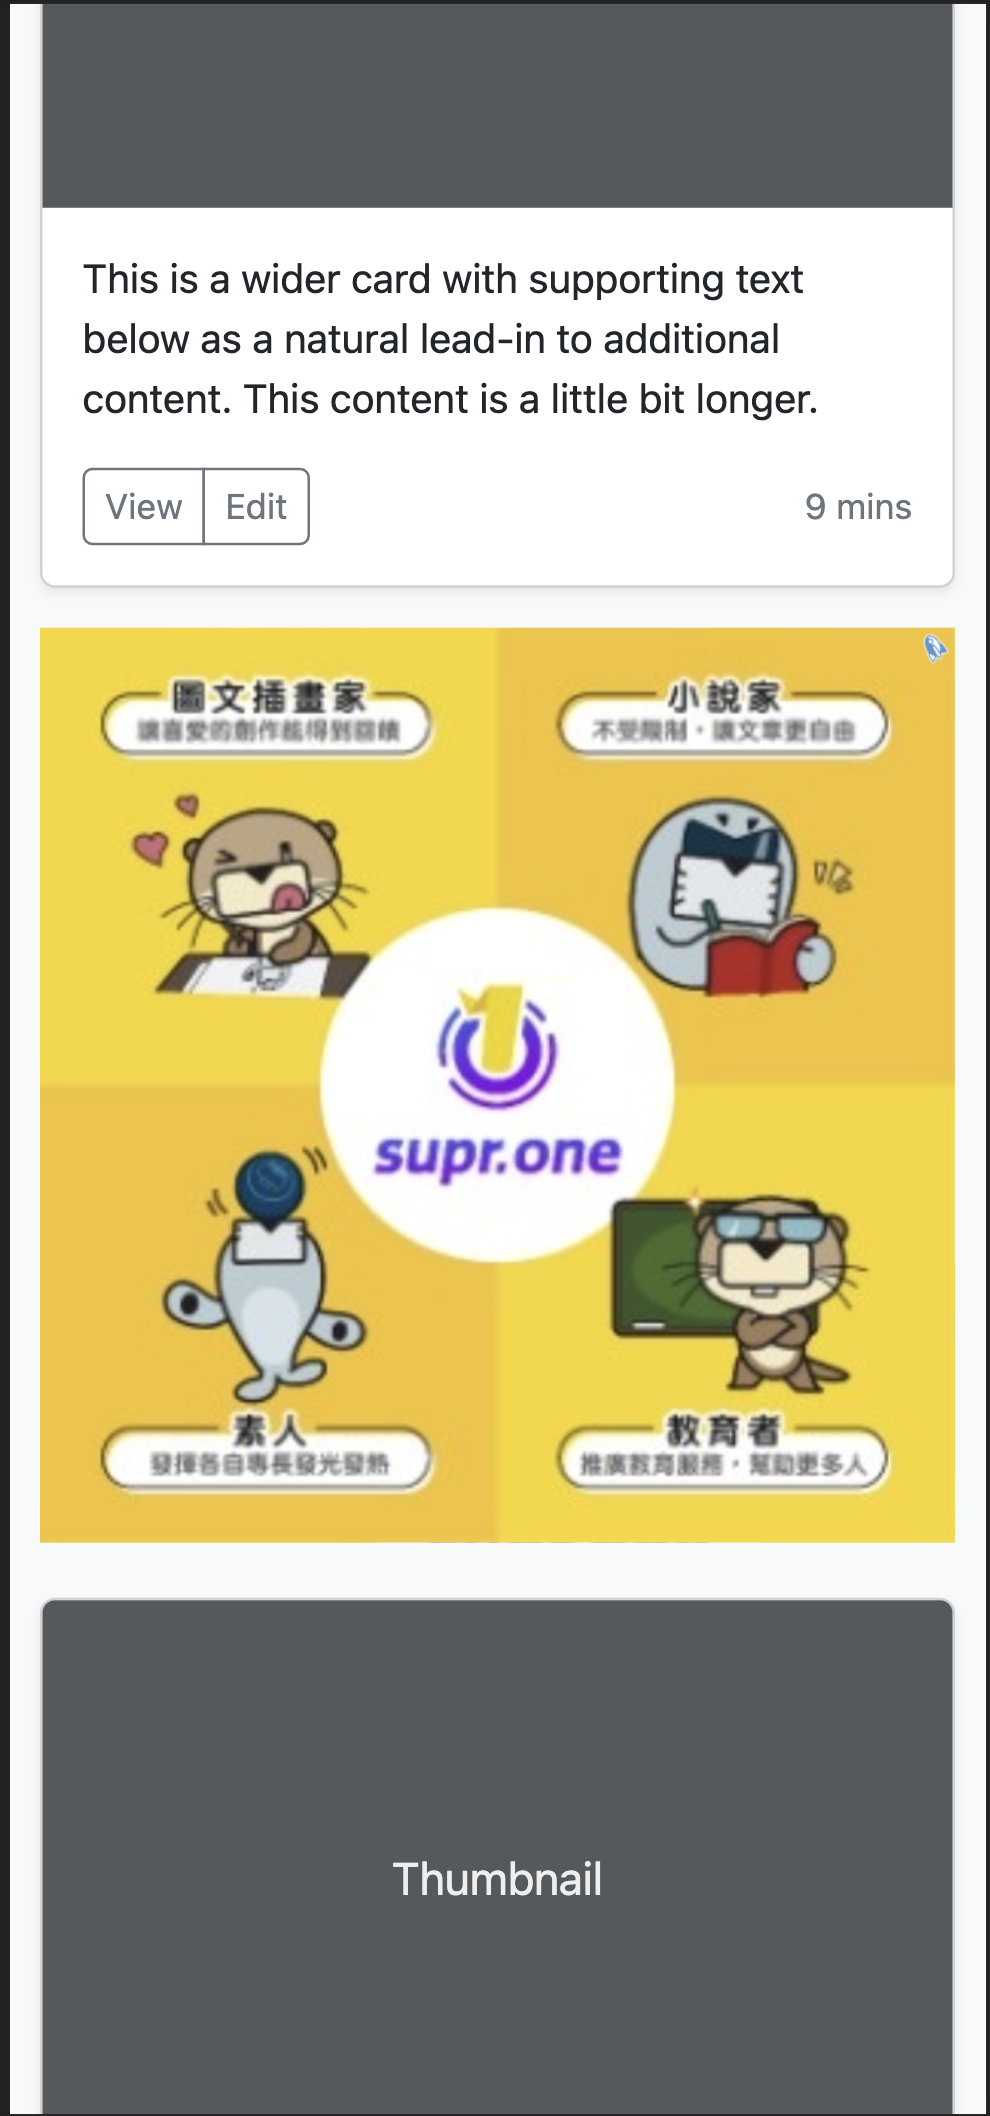 This is a wider card with supporting text
below as a natural lead-in to additional
content. This content is a little bit longer.
View
Edit
9 mins
圖文插畫家
讓喜愛的創作能得到回饋
小說家
不受限制，讓文章更自由
supr.one
素人
發揮各自專長發光發熱
教育者
推廣教育服務，幫助更多人
Thumbnail